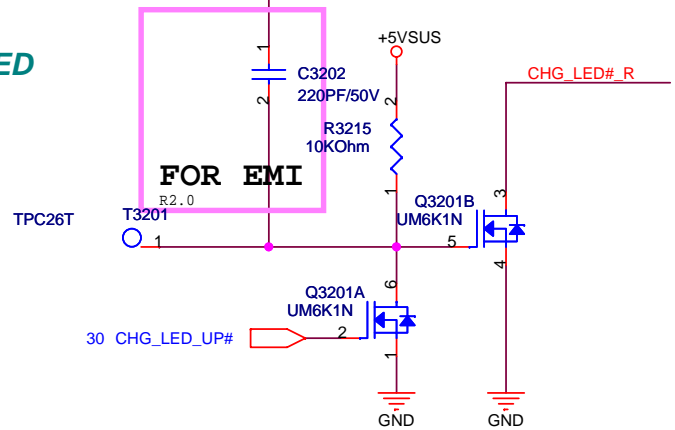 ED
+5VSUS
1
C3202
220PF/50V
2
CHG_LED#_R
2
R3215
10KOhm
1
FOR EMI
R2.0
TPC26T
T3201
1
Q3201B
UM6K1N
3
5
4
Q3201A
UM6K1N
6
30 CHG_LED_UP#
2
1
GND
GND